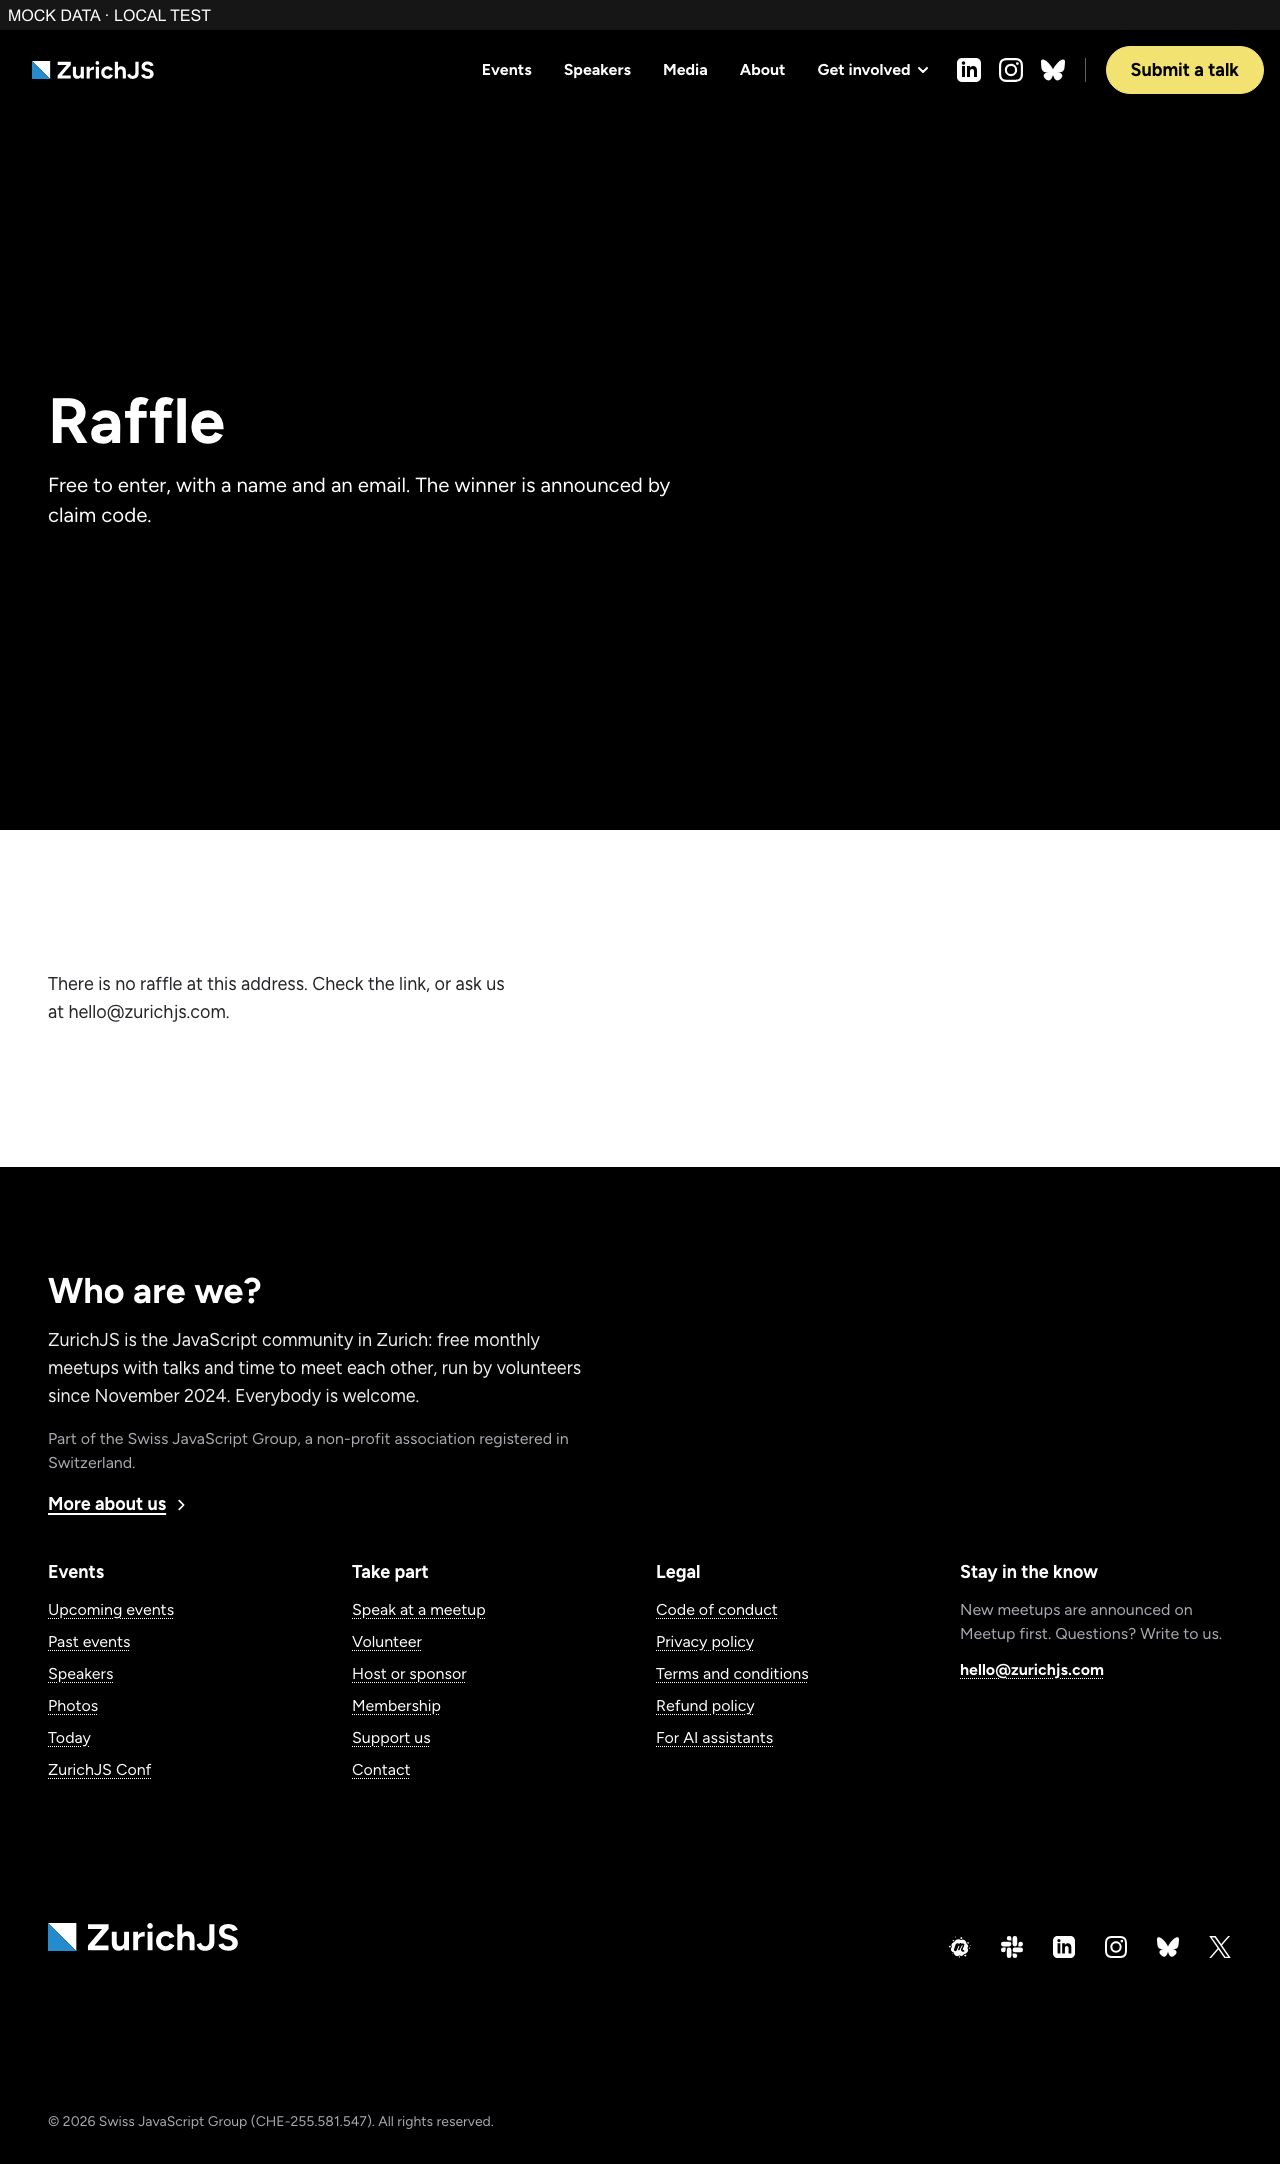 MOCK DATA · LOCAL TEST
ZurichJS
Events
Speakers
Media
About
Get involved
Submit a talk
Raffle
Free to enter, with a name and an email. The winner is announced by
claim code.
There is no raffle at this address. Check the link, or ask us
at hello@zurichjs.com.
Who are we?
ZurichJS is the JavaScript community in Zurich: free monthly
meetups with talks and time to meet each other, run by volunteers
since November 2024. Everybody is welcome.
Part of the Swiss JavaScript Group, a non-profit association registered in
Switzerland.
More about us
Events
Upcoming events
Past events
Speakers
Photos
Today
ZurichJS Conf
Take part
Speak at a meetup
Volunteer
Host or sponsor
Membership
Support us
Contact
Legal
Code of conduct
Privacy policy
Terms and conditions
Refund policy
For AI assistants
Stay in the know
New meetups are announced on
Meetup first. Questions? Write to us.
hello@zurichjs.com
ZurichJS
© 2026 Swiss JavaScript Group (CHE-255.581.547). All rights reserved.